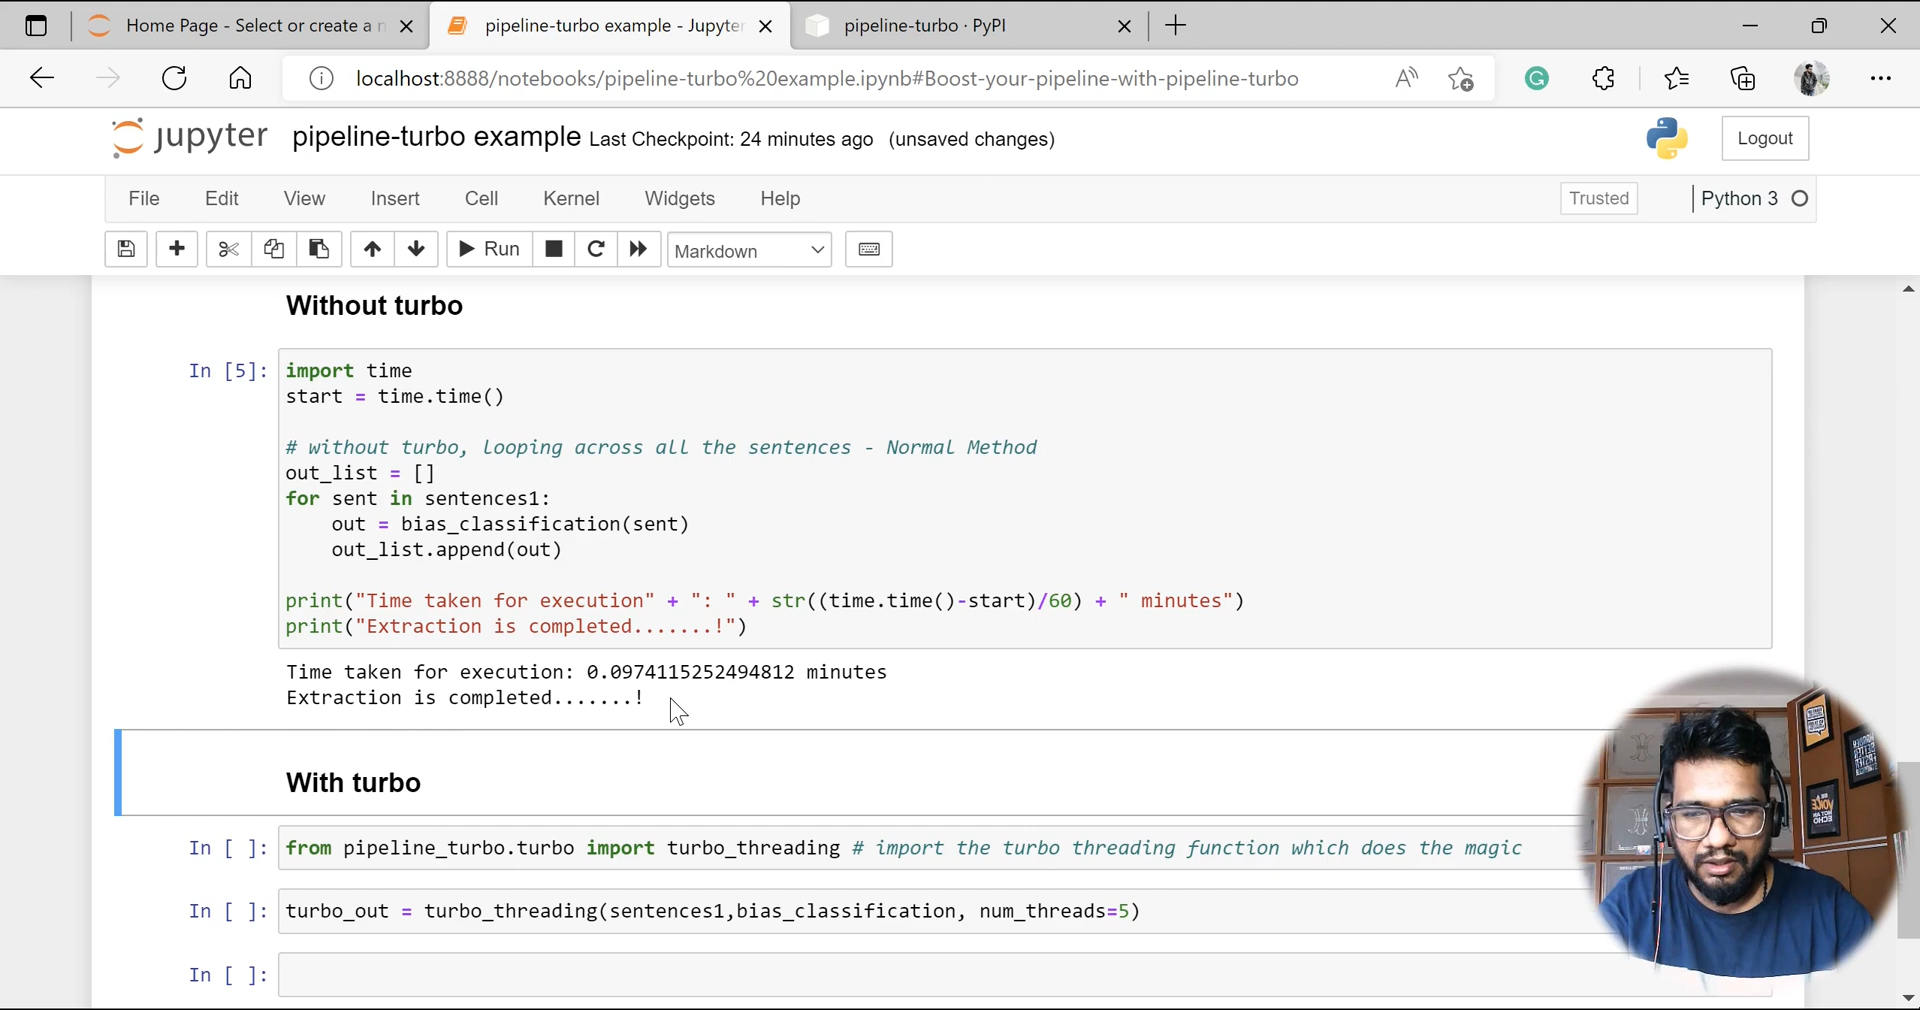 Home Page - Select or create a n
pipeline-turbo example - Jupyter
pipeline-turbo · PyPI
localhost:8888/notebooks/pipeline-turbo%20example.ipynb#Boost-your-pipeline-with-pipeline-turbo
jupyter pipeline-turbo example Last Checkpoint: 24 minutes ago (unsaved changes)
Logout
File Edit View Insert Cell Kernel Widgets Help
Trusted
Python 3
Run
Markdown
Without turbo
In [5]:
import time
start = time.time()
# without turbo, looping across all the sentences - Normal Method
out_list = []
for sent in sentences1:
    out = bias_classification(sent)
    out_list.append(out)
print("Time taken for execution" + ": " + str((time.time()-start)/60) + " minutes")
print("Extraction is completed.......!")
Time taken for execution: 0.0974115252494812 minutes
Extraction is completed.......!
With turbo
In [ ]: from pipeline_turbo.turbo import turbo_threading # import the turbo threading function which does the magic
In [ ]: turbo_out = turbo_threading(sentences1,bias_classification, num_threads=5)
In [ ]: